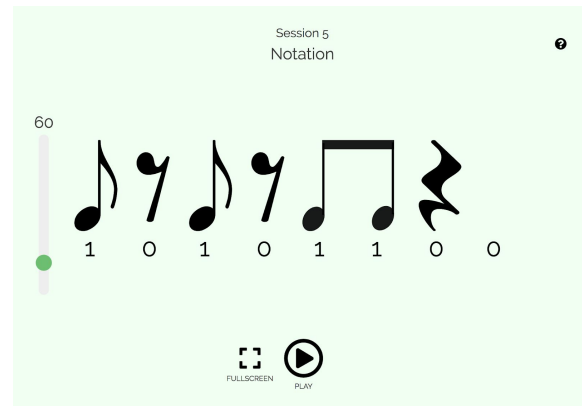 Session 5
Notation
?
60
1 0 1 0 1 1 0 0
FULLSCREEN
PLAY